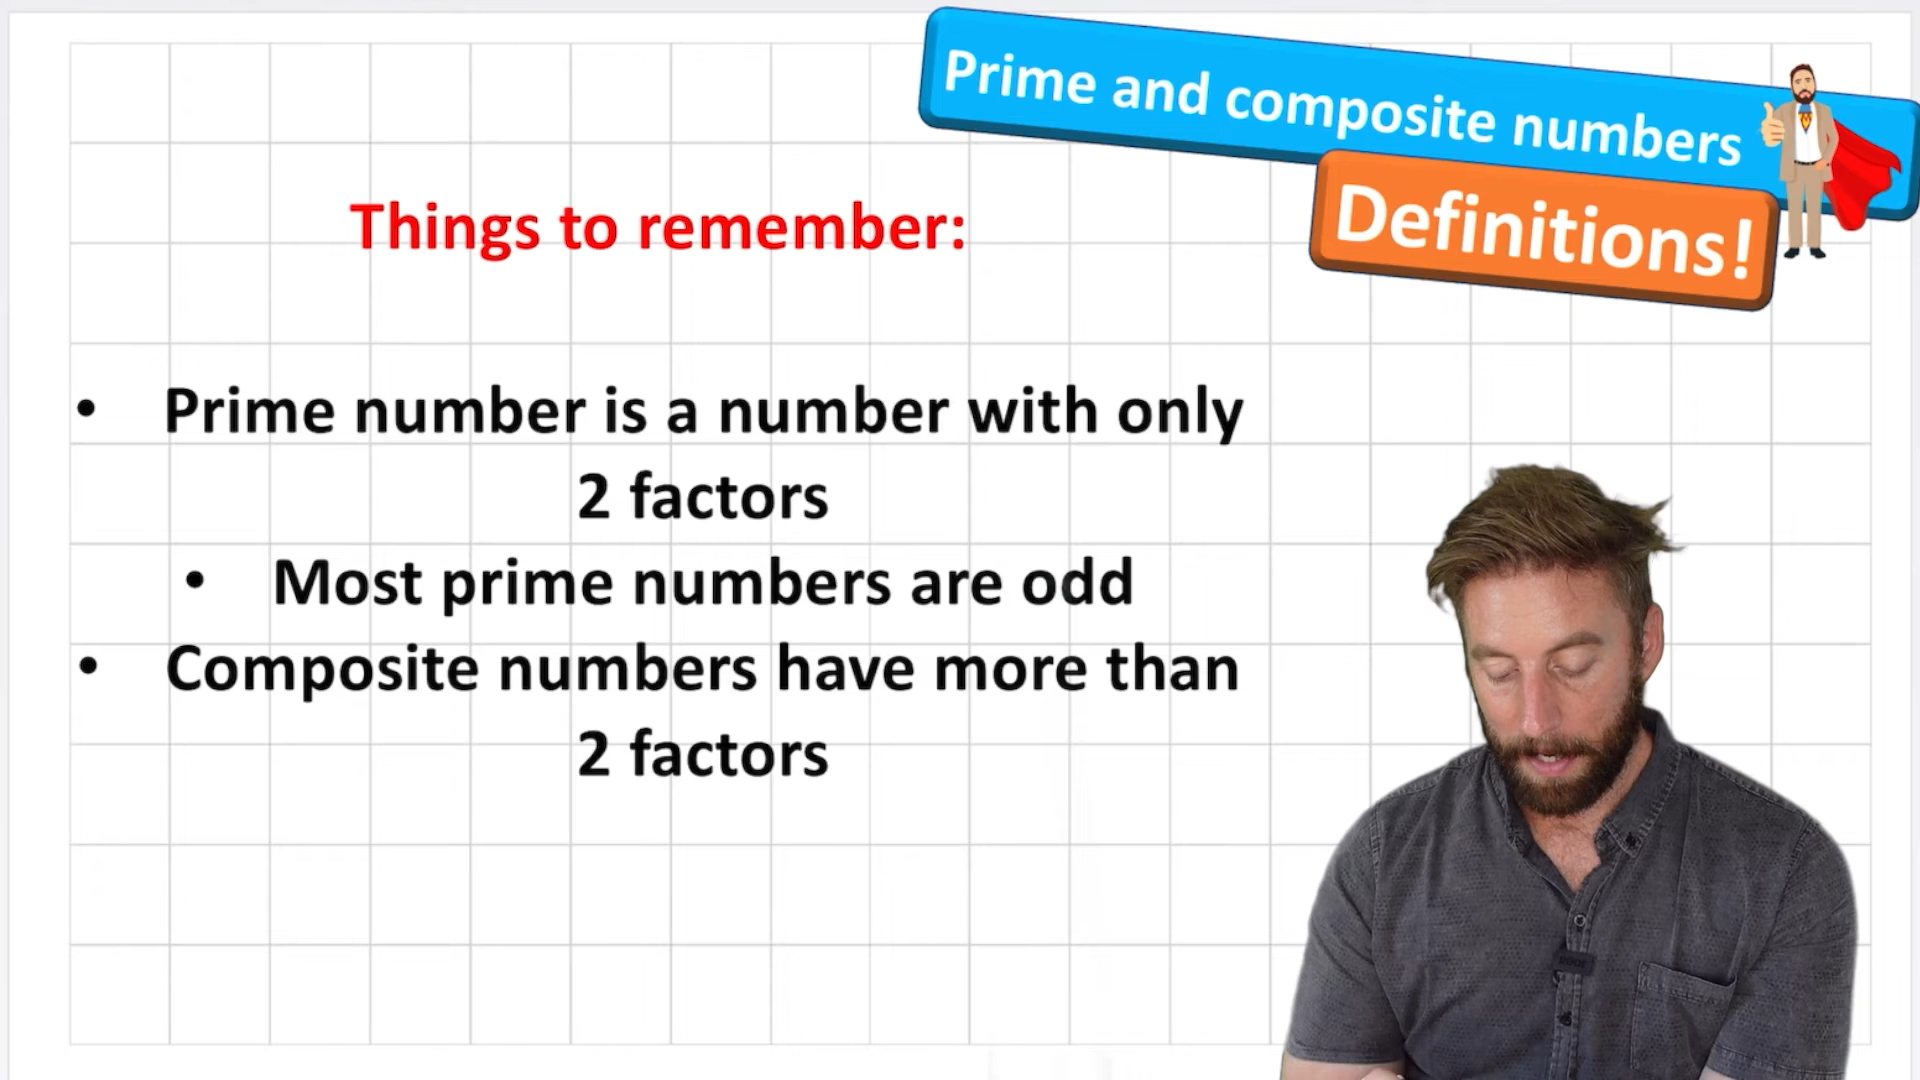 Prime and composite numbers
Definitions!
Things to remember:
• Prime number is a number with only
2 factors
• Most prime numbers are odd
• Composite numbers have more than
2 factors